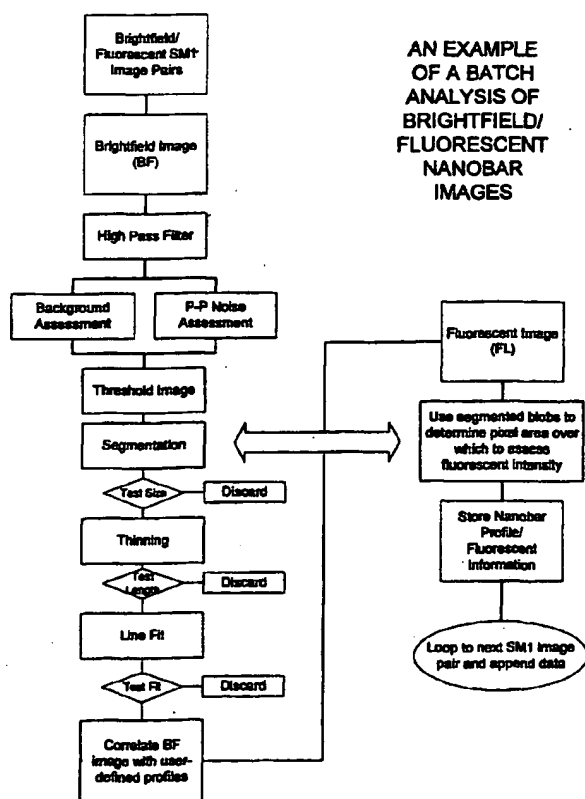 AN EXAMPLE
OF A BATCH
ANALYSIS OF
BRIGHTFIELD/
FLUORESCENT
NANOBAR
IMAGES
Brightfield/
Fluorescent SM1
Image Pairs
Brightfield Image
(BF)
High Pass Filter
Background
Assessment
P-P Noise
Assessment
Threshold Image
Segmentation
Test Size
Discard
Thinning
Test
Length
Discard
Line Fit
Test Fit
Discard
Correlate BF
image with user-
defined profiles
Fluorescent Image
(FL)
Use segmented blobs to
determine pixel area over
which to assess
fluorescent intensity
Store Nanobar
Profile/
Fluorescent
Information
Loop to next SM1 image
pair and append data